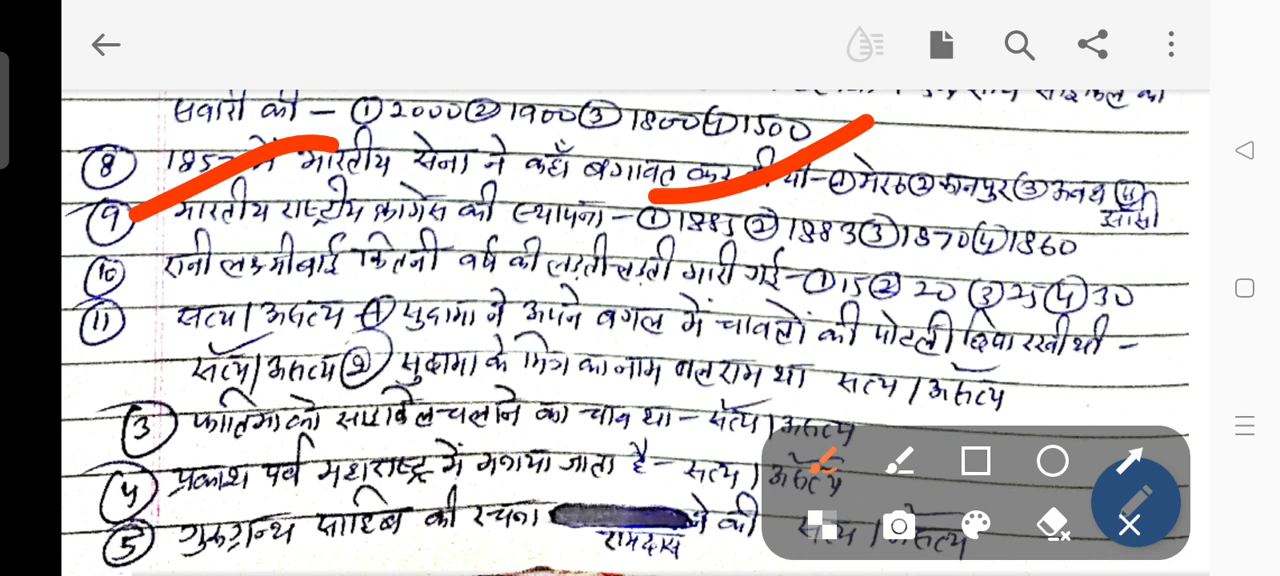 सवारी की - ① 2000 ② 1900 ③ 1800 ④ 1500
⑧ 185 में भारतीय सेना ने कहाँ बगावत कर दी थी - ① मेरठ ② कानपुर ③ अवध ④ झाँसी
⑨ भारतीय राष्ट्रीय कांग्रेस की स्थापना - ① 1885 ② 1883 ③ 1870 ④ 1860
⑩ रानी लक्ष्मीबाई कितनी वर्ष की लड़ती लड़ती मारी गई - ① 15 ② 20 ③ 25 ④ 30
⑪ सत्य / असत्य - ① सुदामा ने अपने बगल में चावलों की पोटली छिपा रखी थी -
सत्य / असत्य ② सुदामा के मित्र का नाम बलराम था सत्य / असत्य
③ फातिमा को साईकिल चलाने का चाव था - सत्य / असत्य
④ प्रकाश पर्व महाराष्ट्र में मनाया जाता है - सत्य / असत्य
⑤ गुरुग्रन्थ साहिब की रचना रामदास ने की सत्य / असत्य